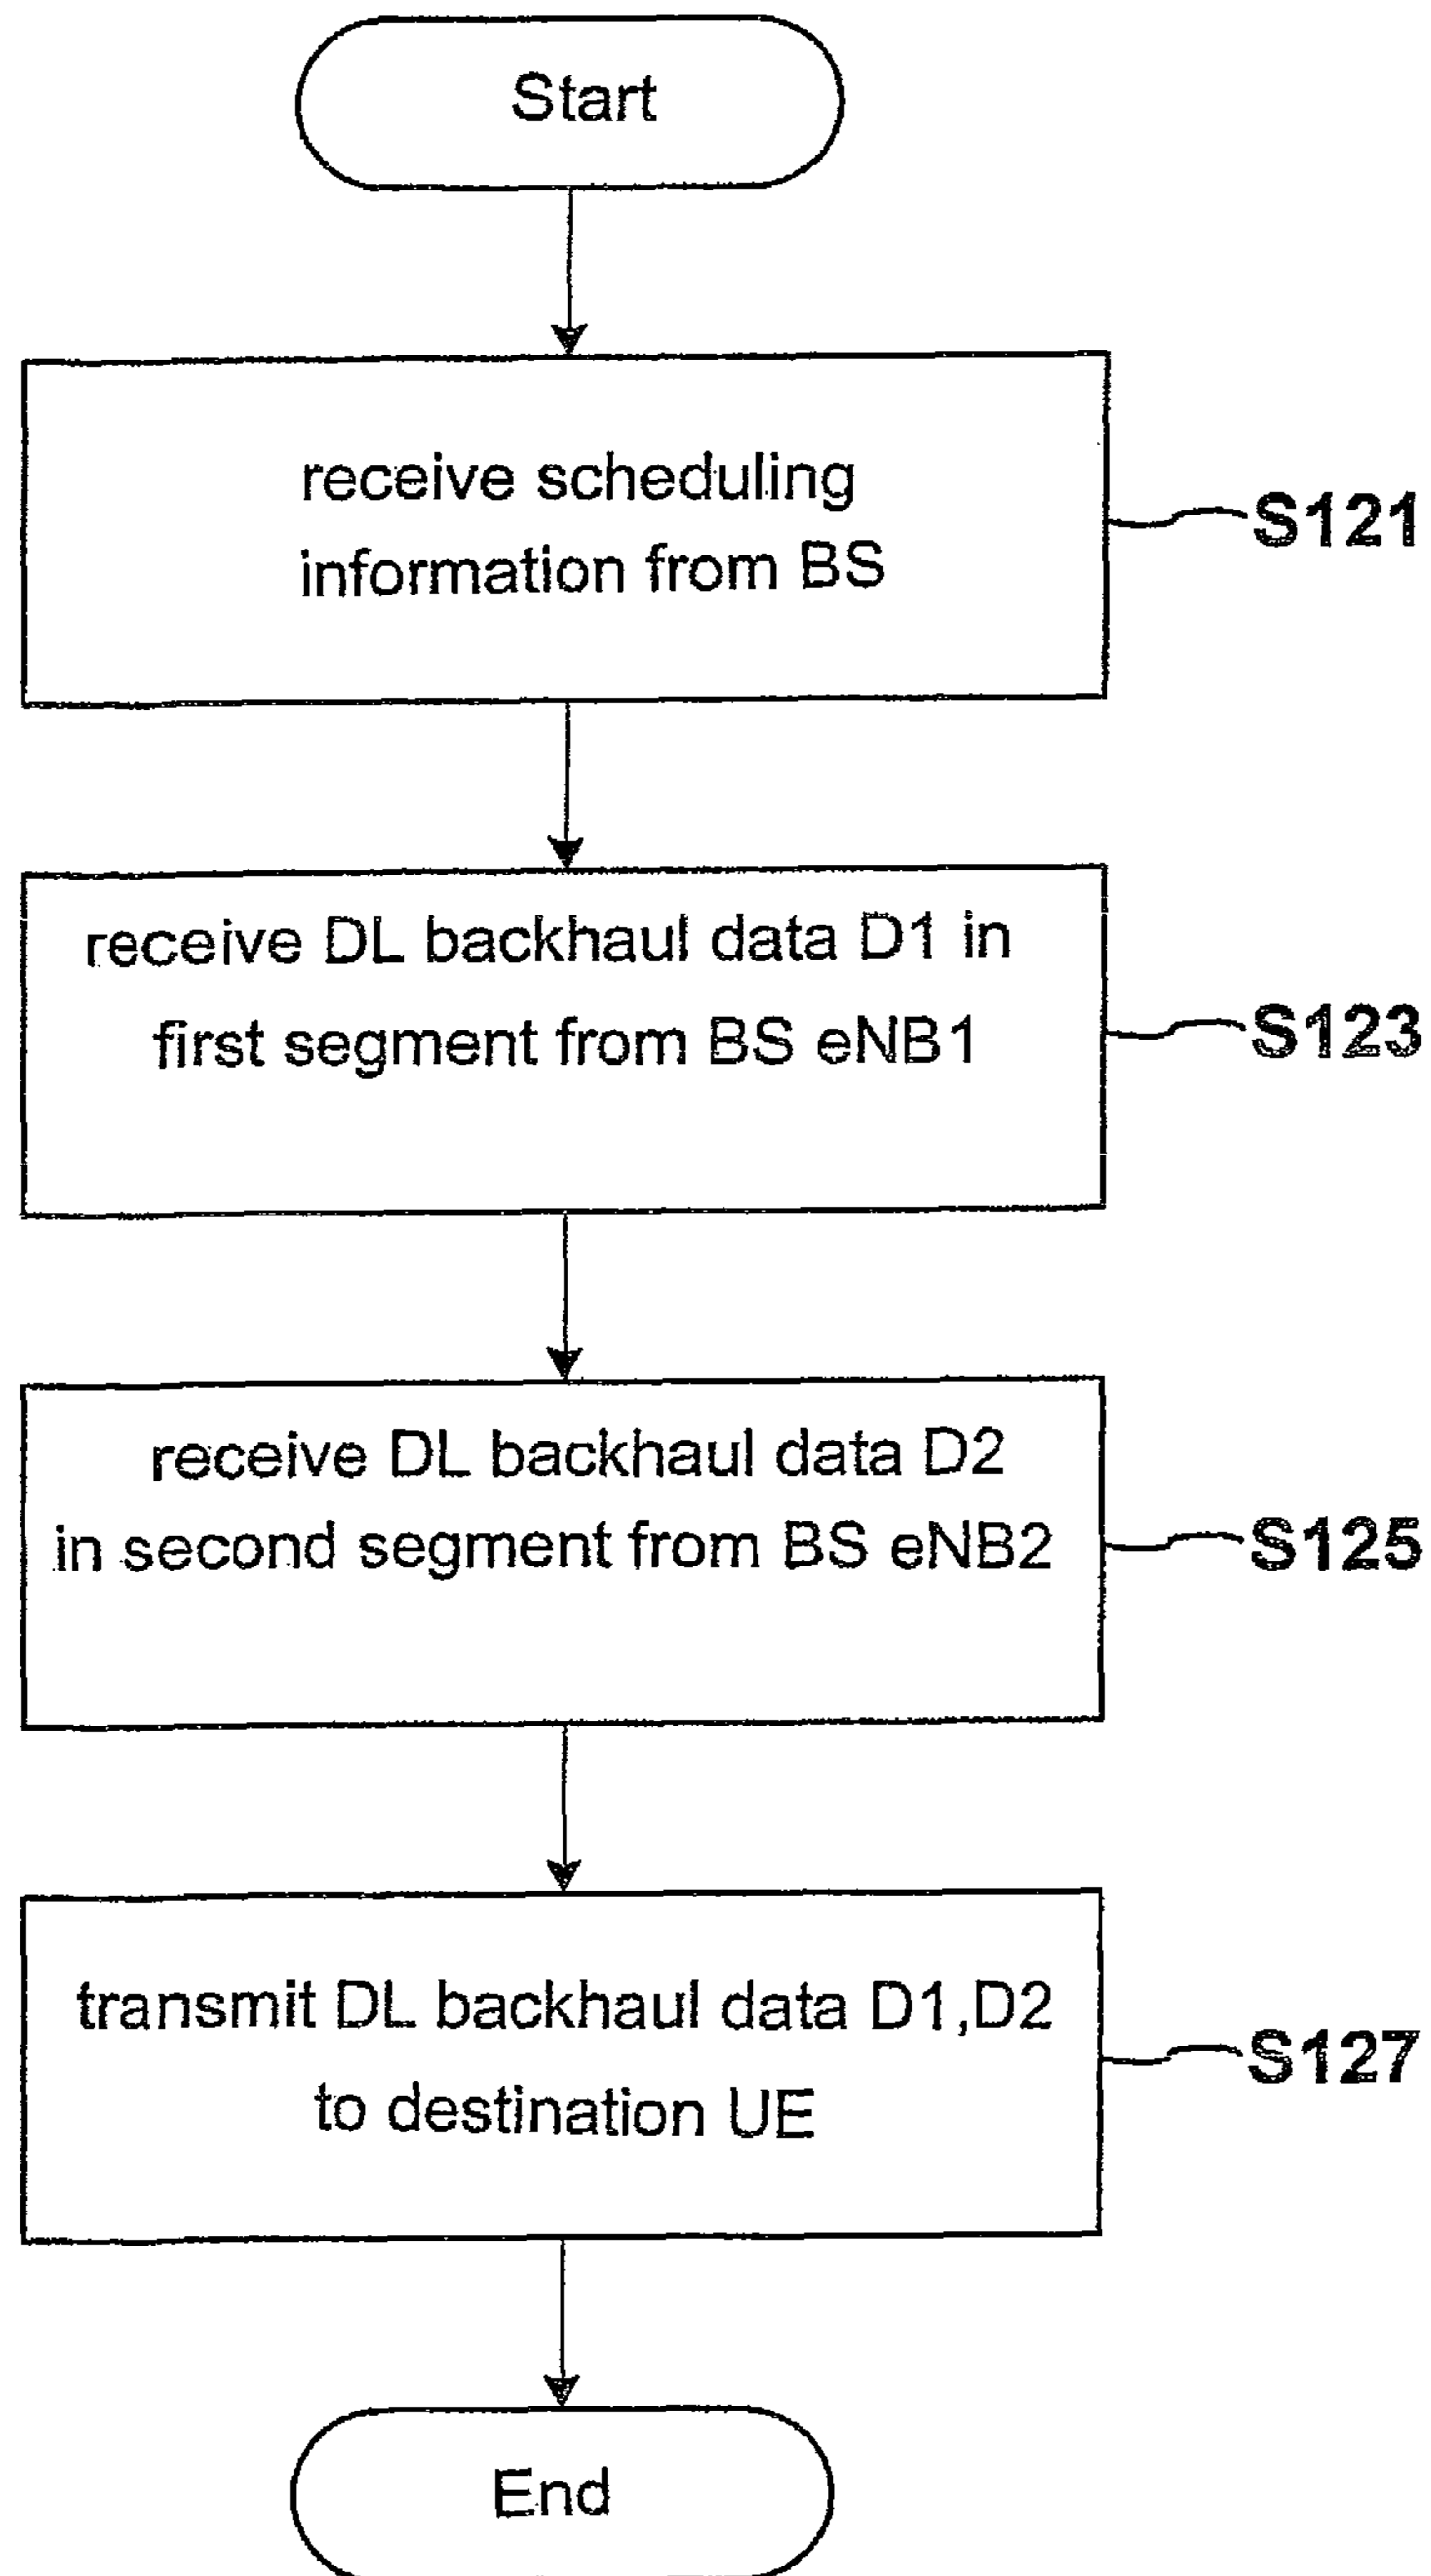 Start
receive scheduling
information from BS
S121
receive DL backhaul data D1 in
first segment from BS eNB1
S123
receive DL backhaul data D2
in second segment from BS eNB2
S125
transmit DL backhaul data D1,D2
to destination UE
S127
End